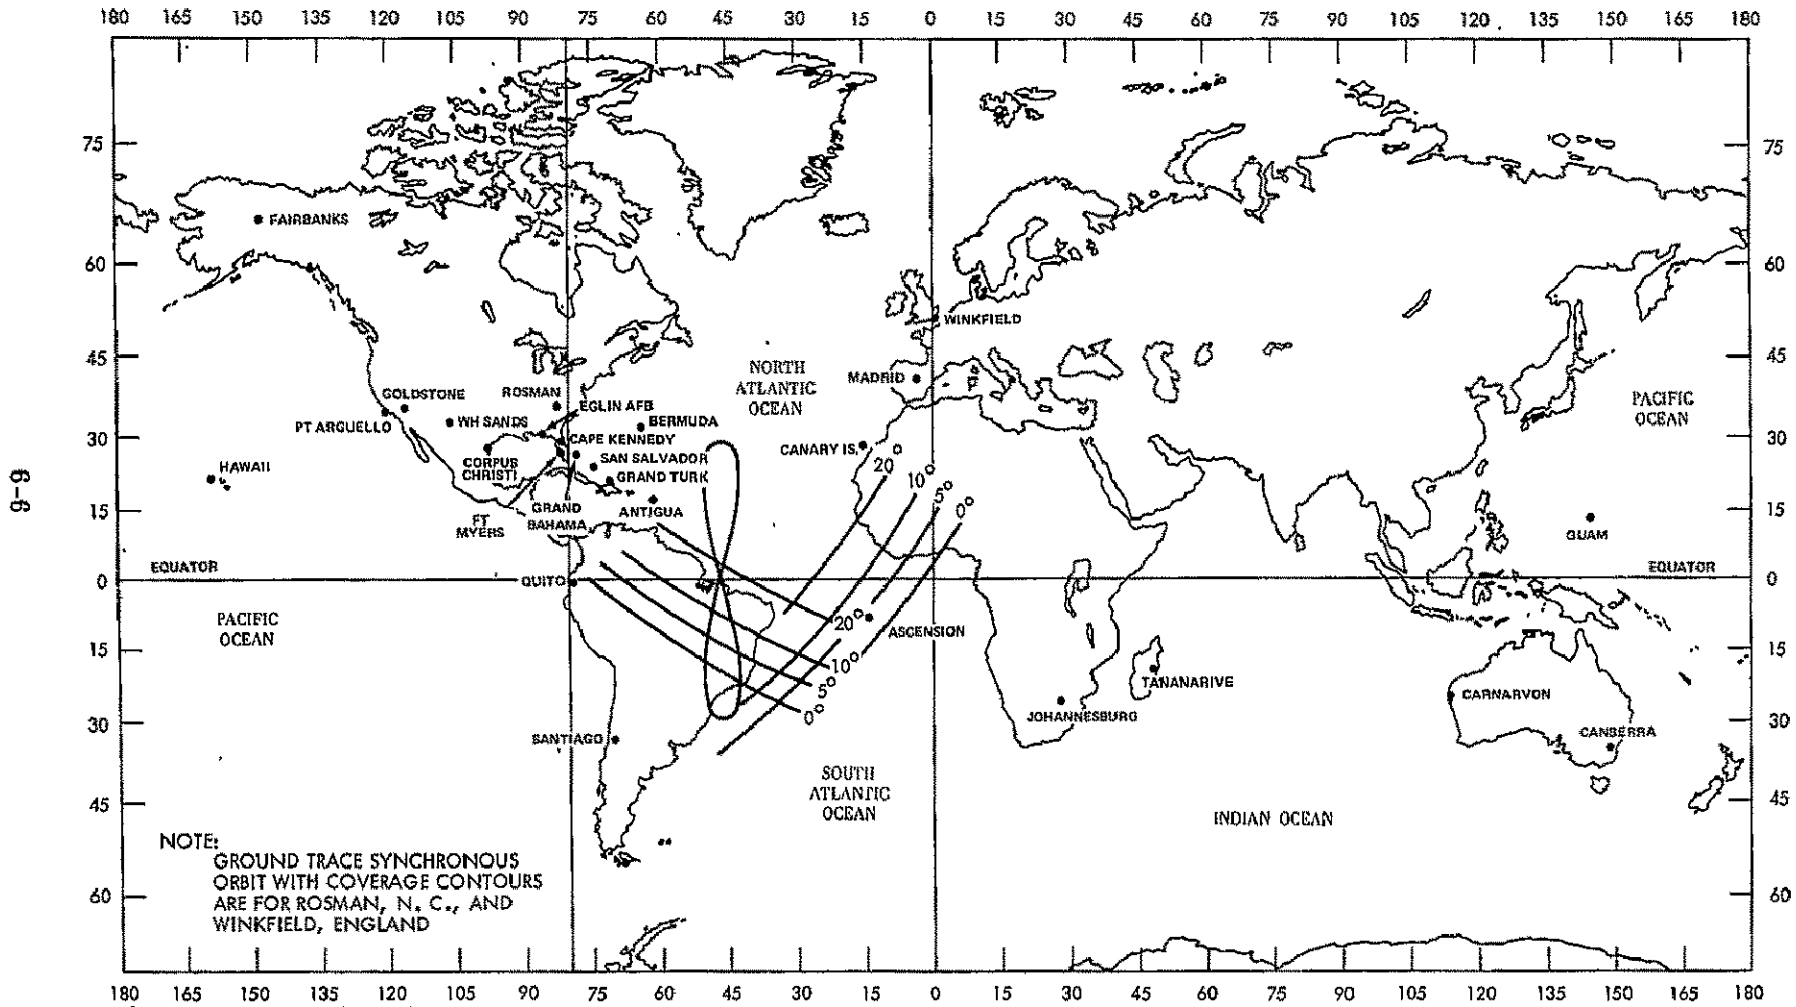 180 165 150 135 120 105 90 75 60 45 30 15 0 15 30 45 60 75 90 105 120 135 150 165 180
75 75
FAIRBANKS
60 60
WINKFIELD
45 45
NORTH
ATLANTIC
OCEAN
MADRID
GOLDSTONE
ROSMAN
PACIFIC
OCEAN
EGLIN AFB
PT ARGUELLO
WH SANDS
BERMUDA
30 30
CAPE KENNEDY
CANARY IS.
CORPUS
CHRISTI
SAN SALVADOR
20°
HAWAII
GRAND TURK
10°
5°
0°
15 15
GRAND
BAHAMA
ANTIGUA
FT
MYERS
GUAM
EQUATOR
EQUATOR
0 0
QUITO
PACIFIC
OCEAN
20°
ASCENSION
15 15
10°
5°
0°
TANANARIVE
CARNARVON
30 30
JOHANNESBURG
SANTIAGO
CANBERRA
SOUTH
ATLANTIC
OCEAN
45 45
INDIAN OCEAN
NOTE:
GROUND TRACE SYNCHRONOUS
ORBIT WITH COVERAGE CONTOURS
ARE FOR ROSMAN, N. C., AND
WINKFIELD, ENGLAND
60 60
180 165 150 135 120 105 90 75 60 45 30 15 0 15 30 45 60 75 90 105 120 135 150 165 180
6-6